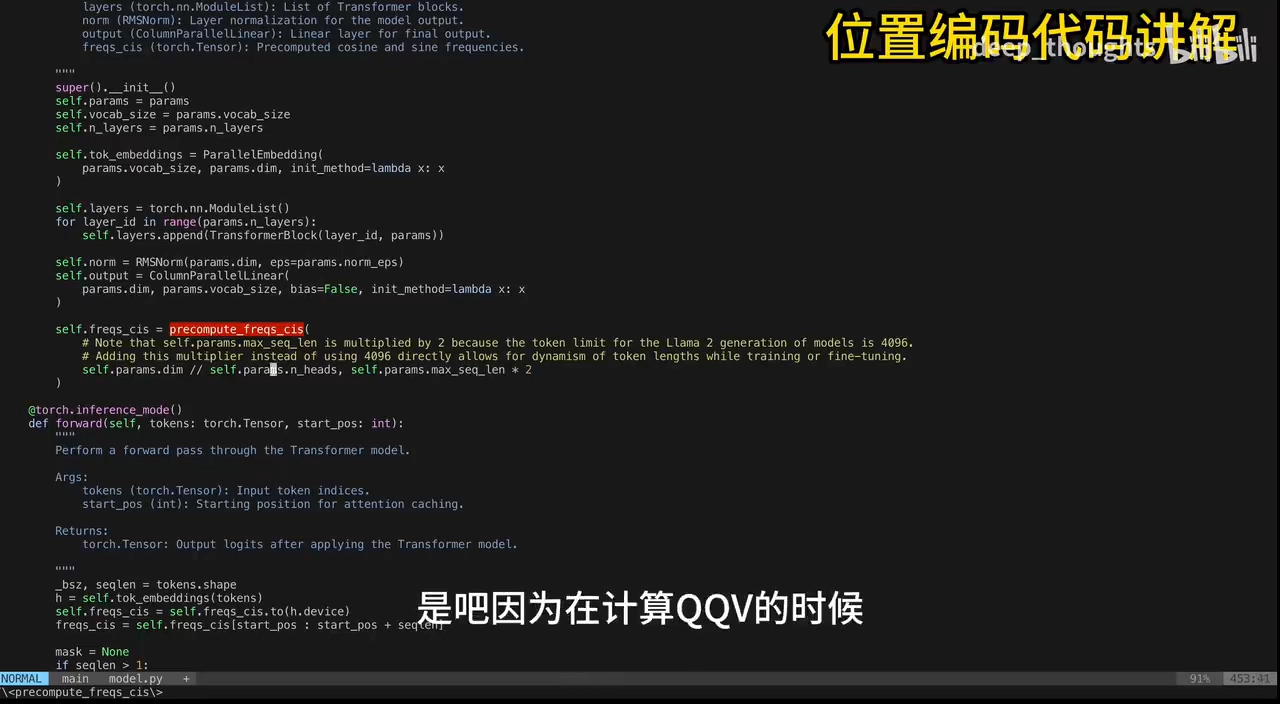 layers (torch.nn.ModuleList): List of Transformer blocks.
norm (RMSNorm): Layer normalization for the model output.
output (ColumnParallelLinear): Linear layer for final output.
freqs_cis (torch.Tensor): Precomputed cosine and sine frequencies.
位置编码代码讲解
deep_thoughts bilibili
"""
super().__init__()
self.params = params
self.vocab_size = params.vocab_size
self.n_layers = params.n_layers
self.tok_embeddings = ParallelEmbedding(
params.vocab_size, params.dim, init_method=lambda x: x
)
self.layers = torch.nn.ModuleList()
for layer_id in range(params.n_layers):
self.layers.append(TransformerBlock(layer_id, params))
self.norm = RMSNorm(params.dim, eps=params.norm_eps)
self.output = ColumnParallelLinear(
params.dim, params.vocab_size, bias=False, init_method=lambda x: x
)
self.freqs_cis = precompute_freqs_cis(
# Note that self.params.max_seq_len is multiplied by 2 because the token limit for the Llama 2 generation of models is 4096.
# Adding this multiplier instead of using 4096 directly allows for dynamism of token lengths while training or fine-tuning.
self.params.dim // self.params.n_heads, self.params.max_seq_len * 2
)
@torch.inference_mode()
def forward(self, tokens: torch.Tensor, start_pos: int):
"""
Perform a forward pass through the Transformer model.
Args:
tokens (torch.Tensor): Input token indices.
start_pos (int): Starting position for attention caching.
Returns:
torch.Tensor: Output logits after applying the Transformer model.
"""
_bsz, seqlen = tokens.shape
h = self.tok_embeddings(tokens)
self.freqs_cis = self.freqs_cis.to(h.device)
freqs_cis = self.freqs_cis[start_pos : start_pos + seqlen]
是吧因为在计算QQV的时候
mask = None
if seqlen > 1:
NORMAL main model.py + 91% 453:41
\<precompute_freqs_cis\>